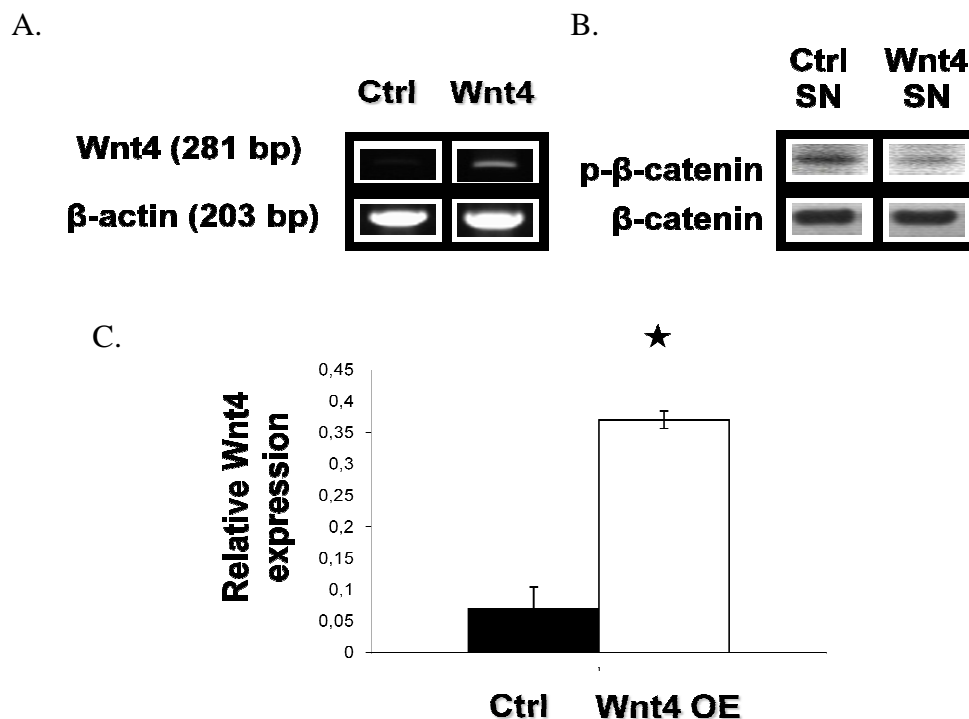 A.
Ctrl Wnt4
Wnt4 (281 bp)
β-actin (203 bp)
B.
Ctrl SN
Wnt4 SN
p-β-catenin
β-catenin
C.
★
Relative Wnt4
expression
0,45
0,4
0,35
0,3
0,25
0,2
0,15
0,1
0,05
0
1
Ctrl Wnt4 OE